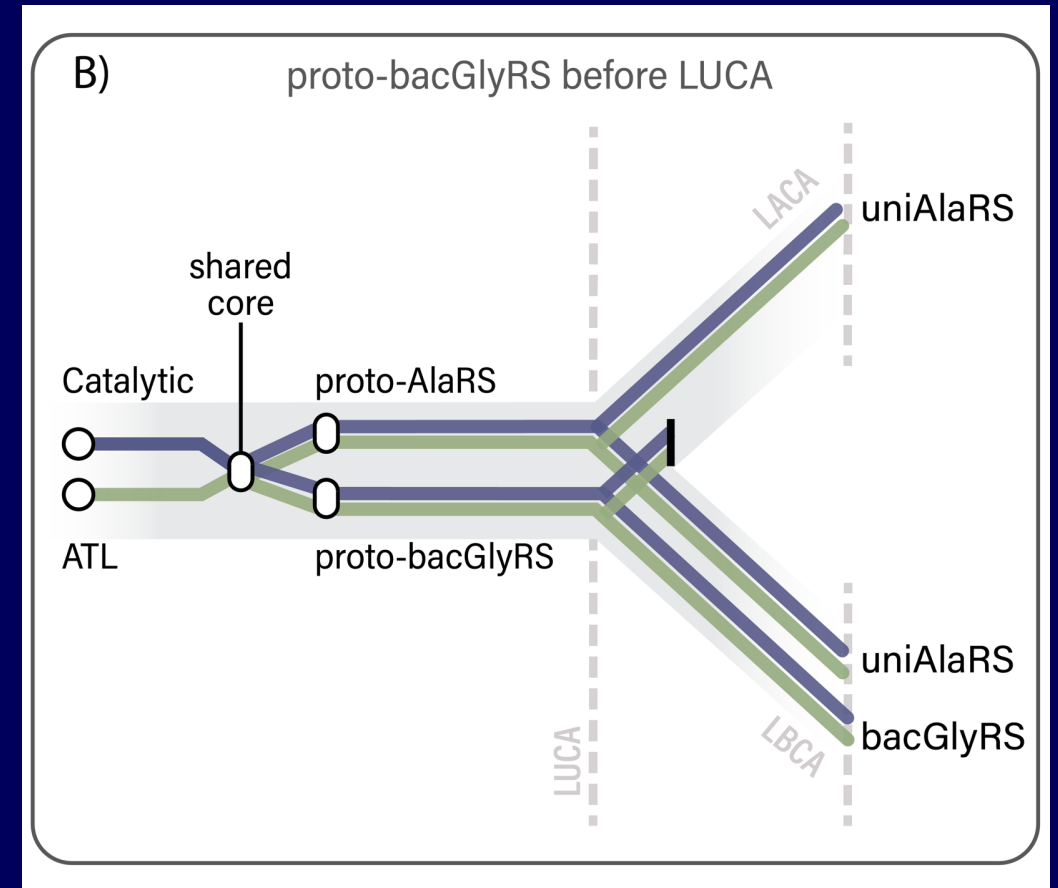 B)
proto-bacGlyRS before LUCA
LACA
uniAlaRS
shared
core
Catalytic
proto-AlaRS
ATL
proto-bacGlyRS
uniAlaRS
LUCA
LBCA
bacGlyRS